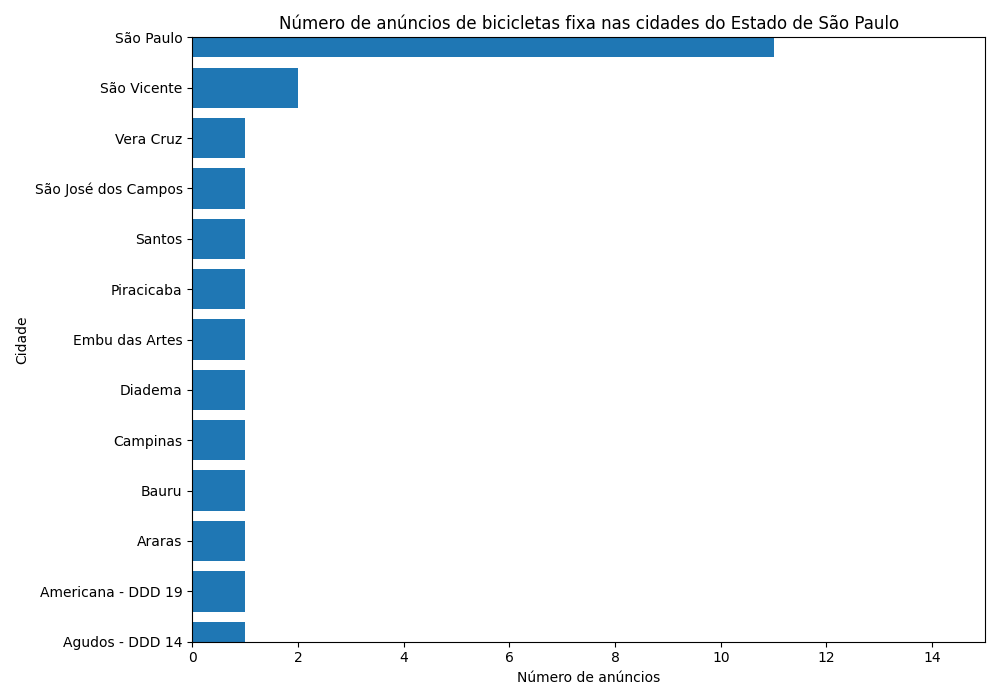 Número de anúncios de bicicletas fixa nas cidades do Estado de São Paulo
São Paulo
São Vicente
Vera Cruz
São José dos Campos
Santos
Piracicaba
Embu das Artes
Diadema
Campinas
Bauru
Araras
Americana - DDD 19
Agudos - DDD 14
Cidade
0 2 4 6 8 10 12 14
Número de anúncios